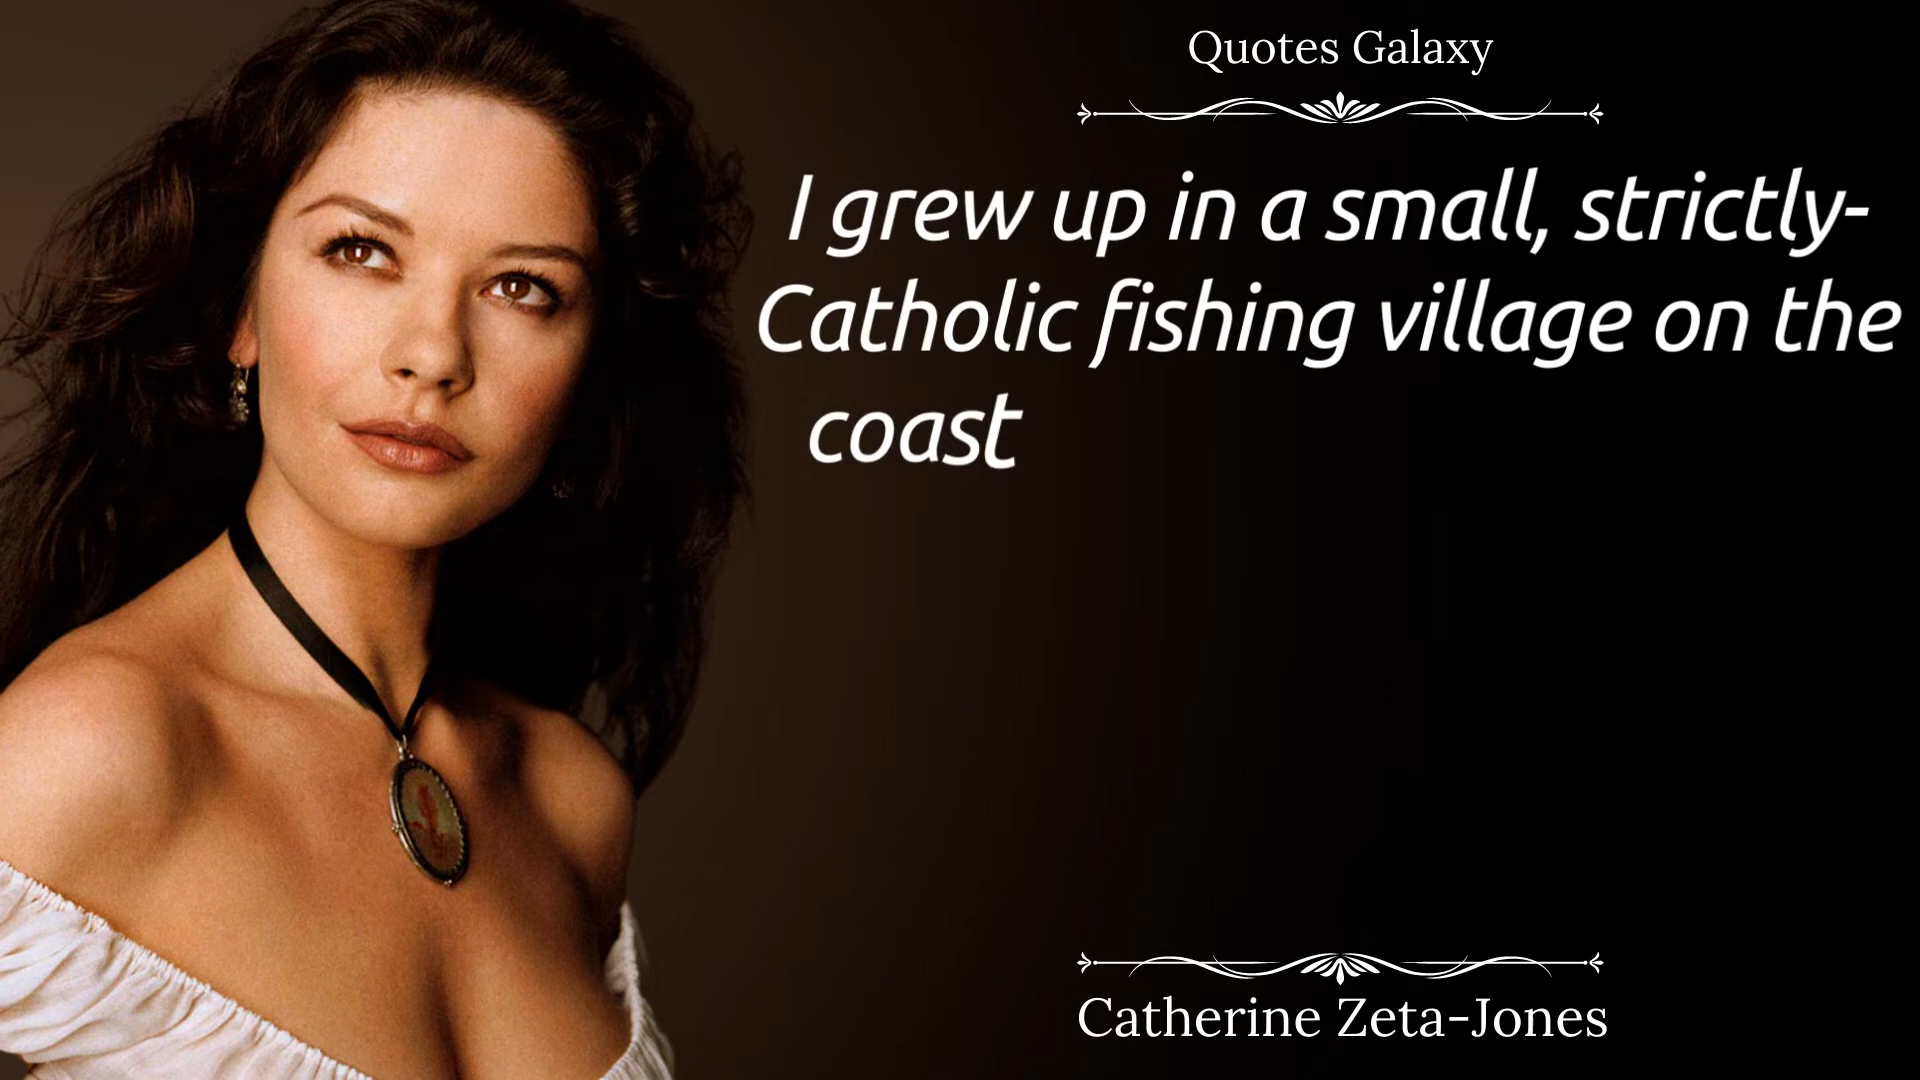 Quotes Galaxy
I grew up in a small, strictly-
Catholic fishing village on the
coast
Catherine Zeta-Jones